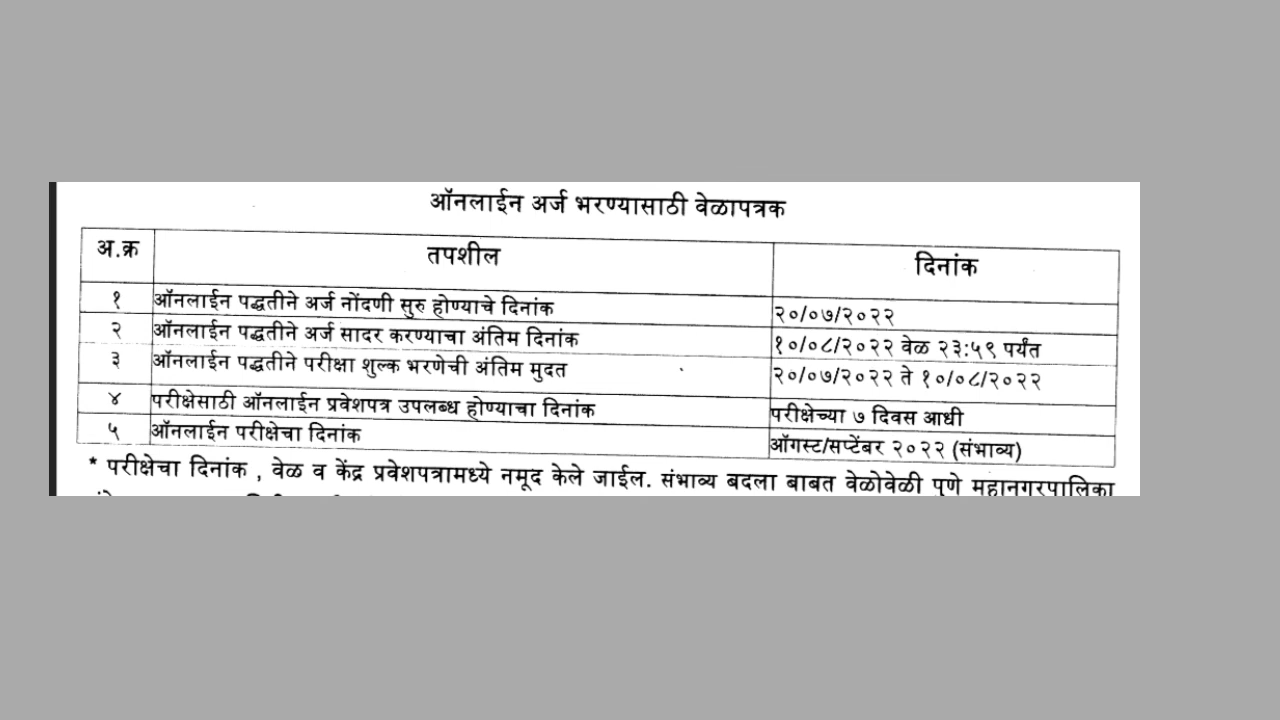 ऑनलाईन अर्ज भरण्यासाठी वेळापत्रक
अ.क्र तपशील दिनांक
१ ऑनलाईन पद्धतीने अर्ज नोंदणी सुरु होण्याचे दिनांक २०/०७/२०२२
२ ऑनलाईन पद्धतीने अर्ज सादर करण्याचा अंतिम दिनांक १०/०८/२०२२ वेळ २३:५९ पर्यंत
३ ऑनलाईन पद्धतीने परीक्षा शुल्क भरणेची अंतिम मुदत २०/०७/२०२२ ते १०/०८/२०२२
४ परीक्षेसाठी ऑनलाईन प्रवेशपत्र उपलब्ध होण्याचा दिनांक परीक्षेच्या ७ दिवस आधी
५ ऑनलाईन परीक्षेचा दिनांक ऑगस्ट/सप्टेंबर २०२२ (संभाव्य)
* परीक्षेचा दिनांक , वेळ व केंद्र प्रवेशपत्रामध्ये नमूद केले जाईल. संभाव्य बदला बाबत वेळोवेळी पुणे महानगरपालिका